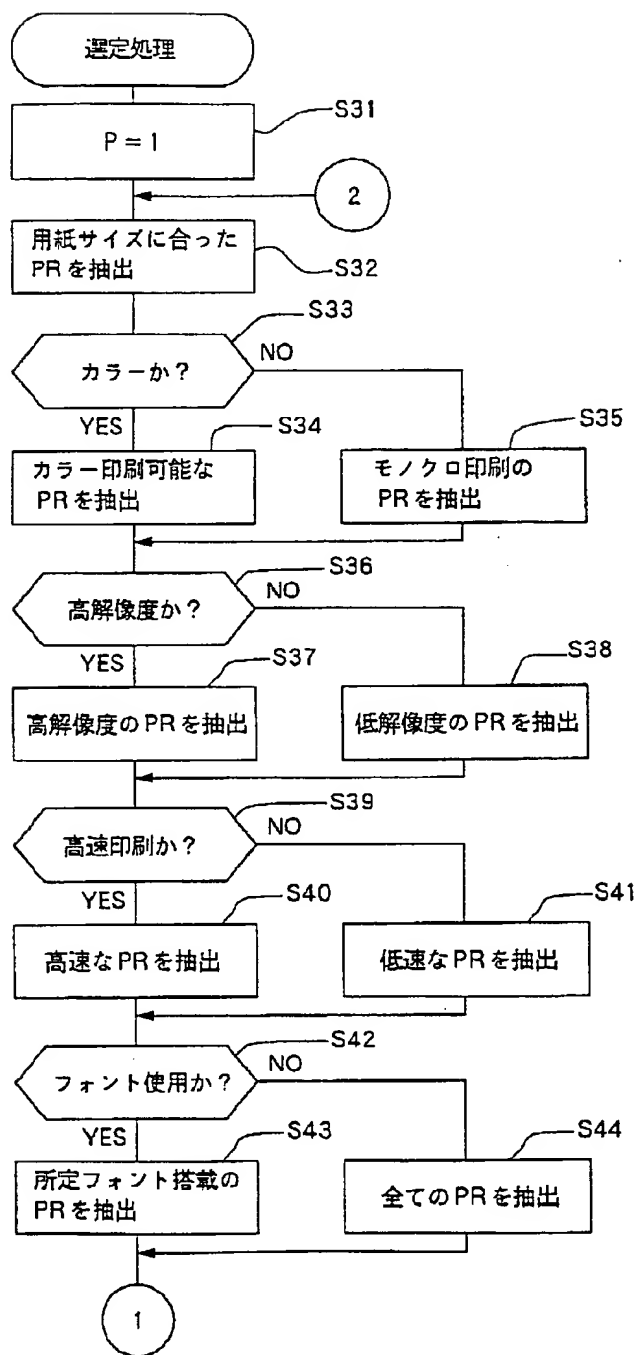 選定処理
S31
P = 1
2
用紙サイズに合った
PRを抽出
S32
S33
カラーか?
NO
YES
S34
S35
カラー印刷可能な
PRを抽出
モノクロ印刷の
PRを抽出
S36
高解像度か?
NO
YES
S37
S38
高解像度のPRを抽出
低解像度のPRを抽出
S39
高速印刷か?
NO
YES
S40
S41
高速なPRを抽出
低速なPRを抽出
S42
フォント使用か?
NO
YES
S43
S44
所定フォント搭載の
PRを抽出
全てのPRを抽出
1